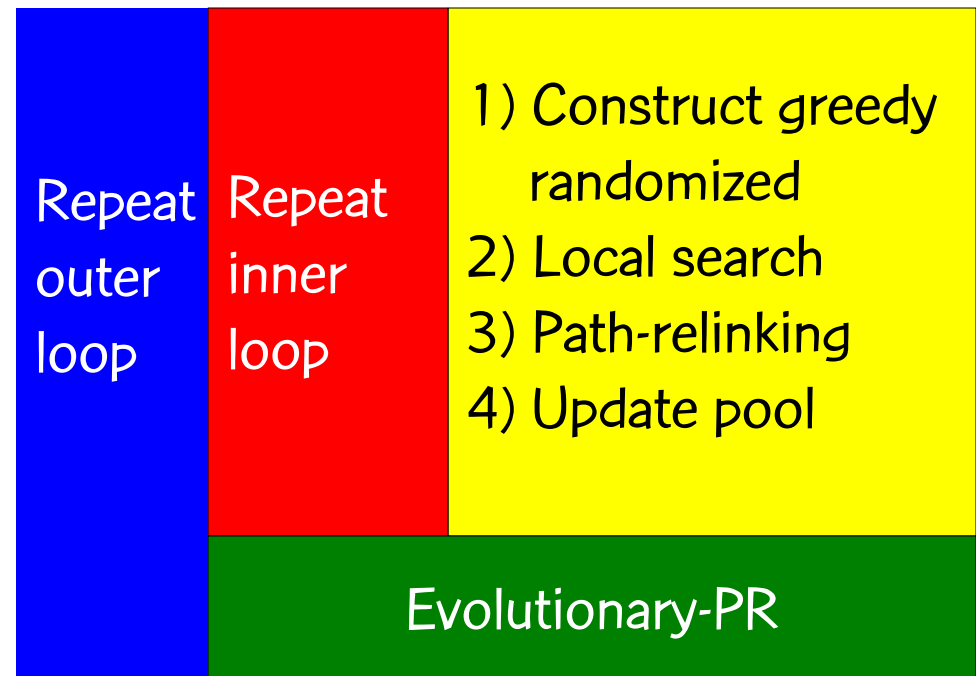 Repeat
outer
loop
Repeat
inner
loop
1) Construct greedy
randomized
2) Local search
3) Path-relinking
4) Update pool
Evolutionary-PR